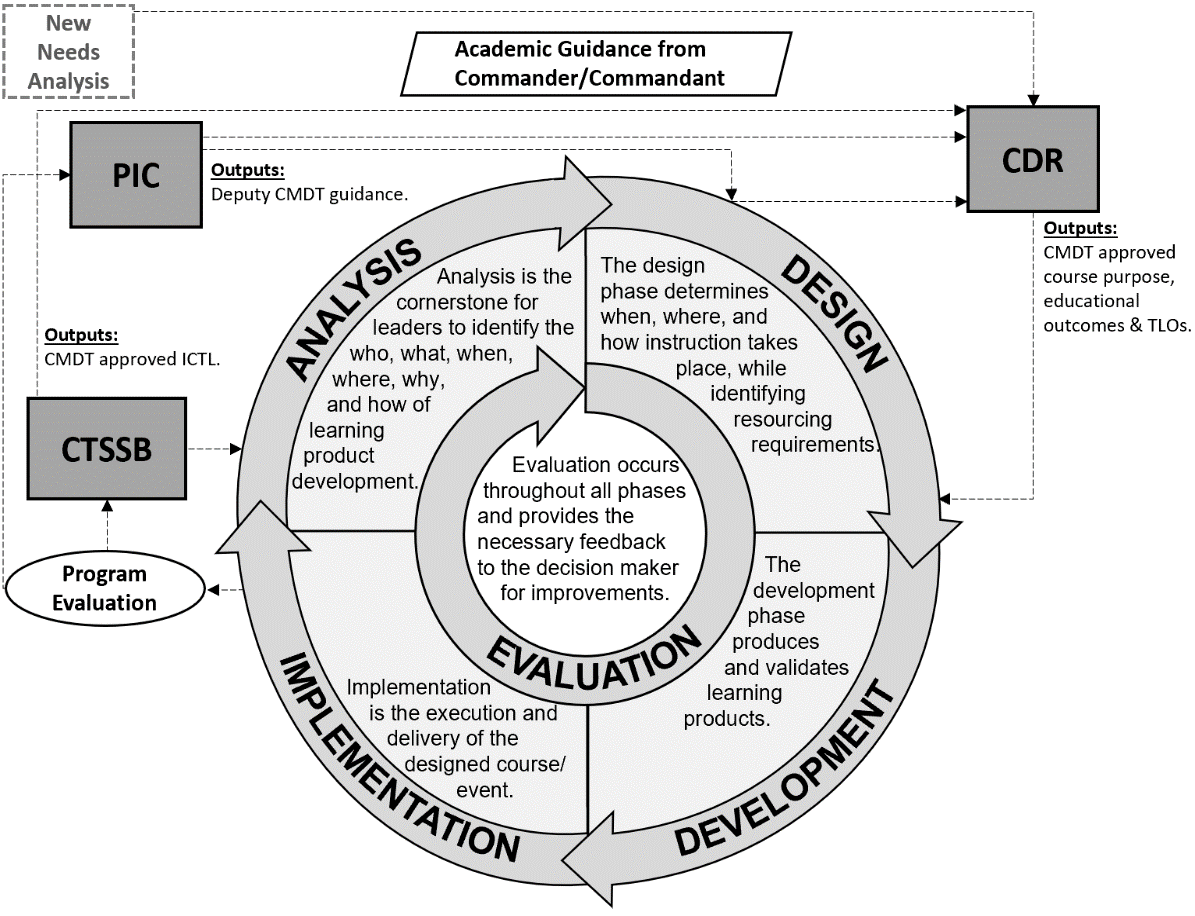 New
Needs
Analysis
Academic Guidance from
Commander/Commandant
PIC
Outputs:
Deputy CMDT guidance.
CDR
Outputs:
CMDT approved
course purpose,
educational
outcomes & TLOs.
Outputs:
CMDT approved ICTL.
CTSSB
Program
Evaluation
ANALYSIS
Analysis is the
cornerstone for
leaders to identify the
who, what, when,
where, why,
and how of
learning
product
development.
DESIGN
The design
phase determines
when, where, and
how instruction takes
place, while
identifying
resourcing
requirements.
Evaluation occurs
throughout all phases
and provides the
necessary feedback
to the decision maker
for improvements.
EVALUATION
The
development
phase
produces
and validates
learning
products.
DEVELOPMENT
Implementation
is the execution and
delivery of the
designed course/
event.
IMPLEMENTATION